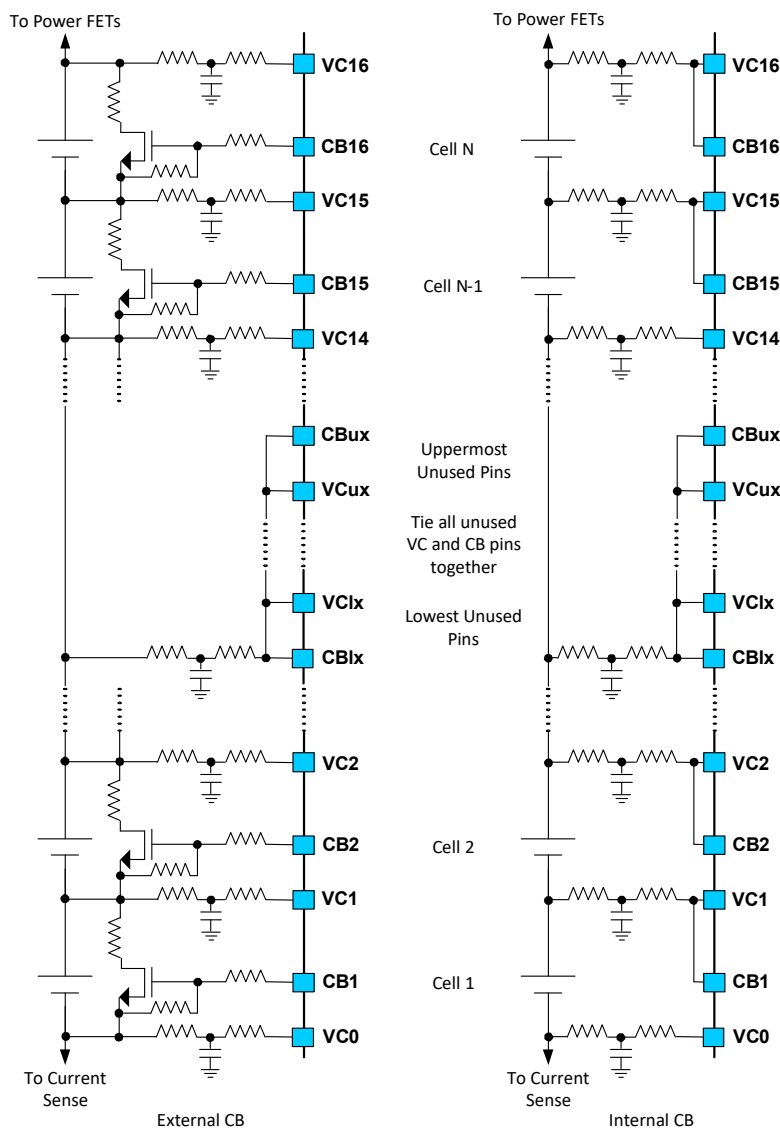 To Power FETs
VC16
CB16
VC15
CB15
VC14
CBux
VCux
VClx
CBlx
VC2
CB2
VC1
CB1
VC0
To Current
Sense
External CB
Cell N
Cell N-1
Uppermost
Unused Pins
Tie all unused
VC and CB pins
together
Lowest Unused
Pins
Cell 2
Cell 1
To Power FETs
VC16
CB16
VC15
CB15
VC14
CBux
VCux
VClx
CBlx
VC2
CB2
VC1
CB1
VC0
To Current
Sense
Internal CB